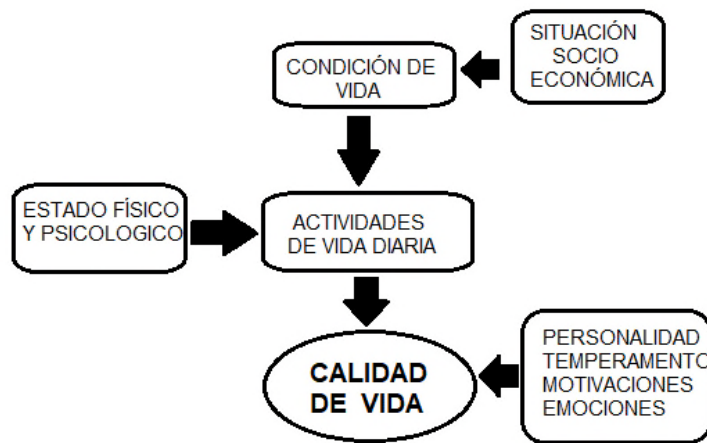 SITUACIÓN
SOCIO
ECONÓMICA
CONDICIÓN DE
VIDA
ESTADO FÍSICO
Y PSICOLOGICO
ACTIVIDADES
DE VIDA DIARIA
CALIDAD
DE VIDA
PERSONALIDAD
TEMPERAMENTO
MOTIVACIONES
EMOCIONES